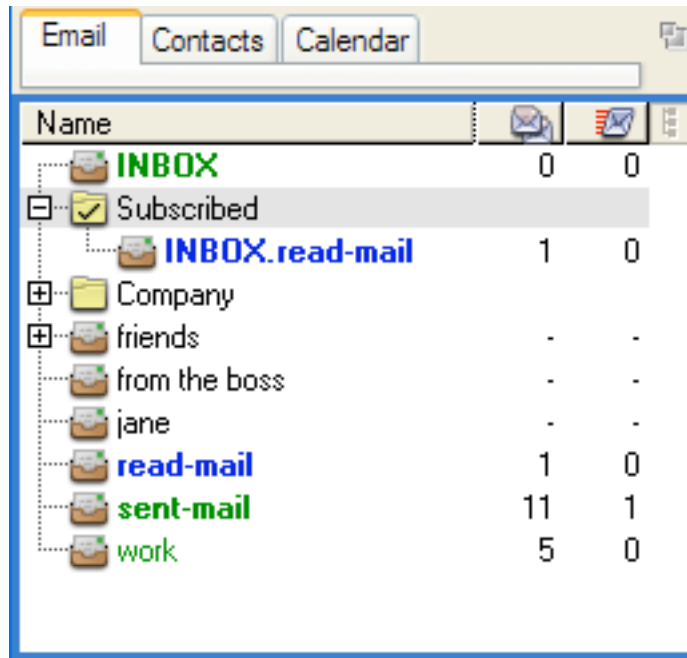 Email Contacts Calendar
Name
INBOX 0 0
Subscribed
INBOX.read-mail 1 0
Company
friends - -
from the boss - -
jane - -
read-mail 1 0
sent-mail 11 1
work 5 0